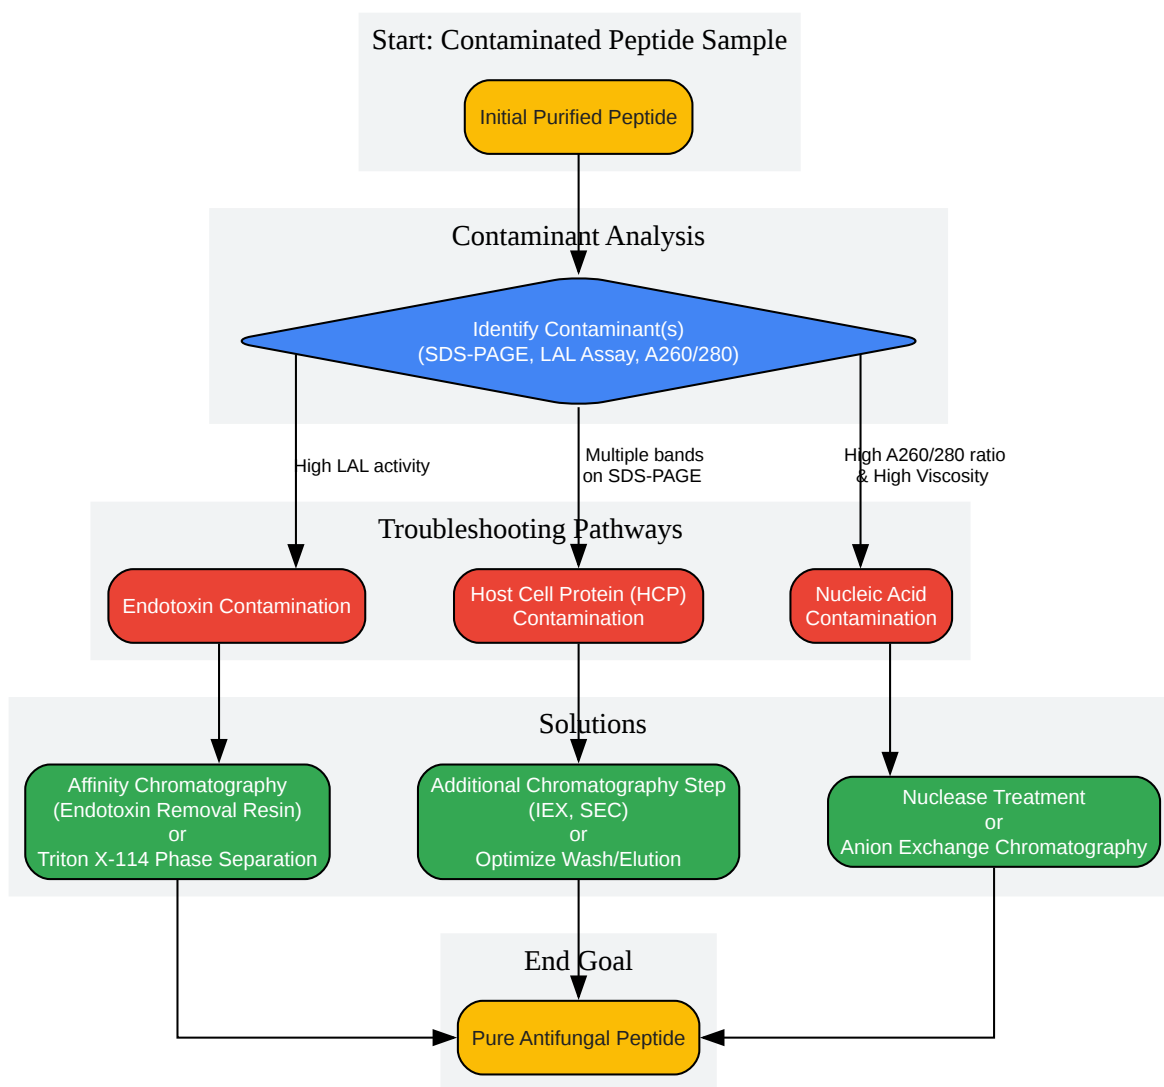 Start: Contaminated Peptide Sample
Initial Purified Peptide
Contaminant Analysis
Identify Contaminant(s)
(SDS-PAGE, LAL Assay, A260/280)
High LAL activity
Multiple bands
on SDS-PAGE
High A260/280 ratio
& High Viscosity
Troubleshooting Pathways
Endotoxin Contamination
Host Cell Protein (HCP)
Contamination
Nucleic Acid
Contamination
Solutions
Affinity Chromatography
(Endotoxin Removal Resin)
or
Triton X-114 Phase Separation
Additional Chromatography Step
(IEX, SEC)
or
Optimize Wash/Elution
Nuclease Treatment
or
Anion Exchange Chromatography
End Goal
Pure Antifungal Peptide